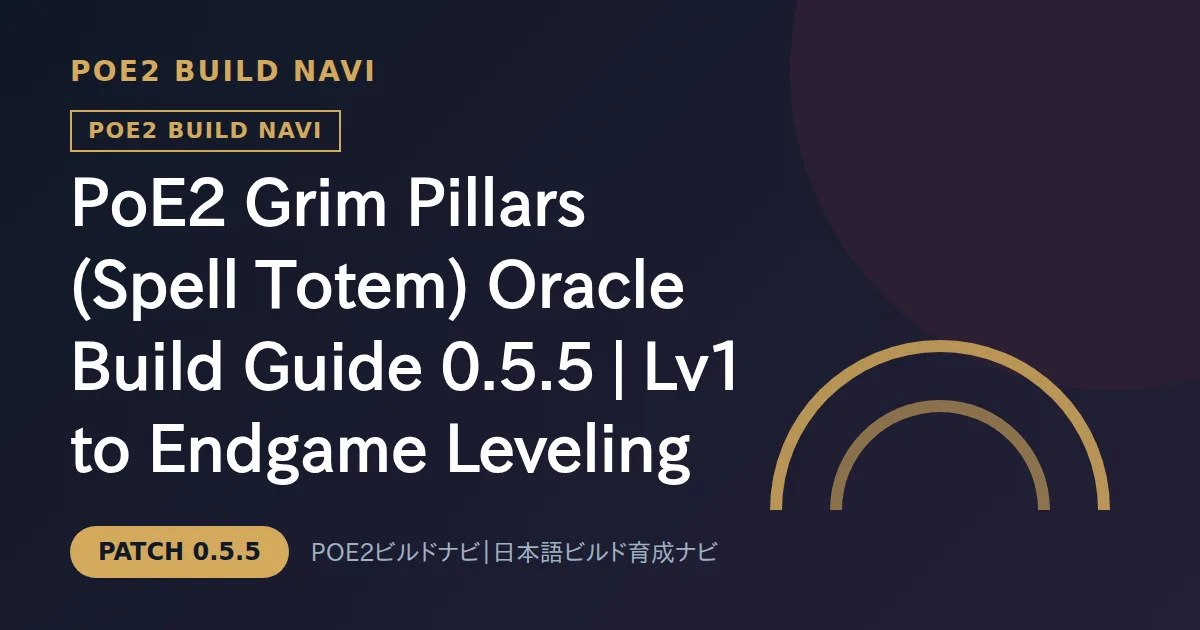 POE2 BUILD NAVI
POE2 BUILD NAVI
PoE2 Grim Pillars
(Spell Totem) Oracle
Build Guide 0.5.5 | Lv1
to Endgame Leveling
PATCH 0.5.5
POE2ビルドナビ|日本語ビルド育成ナビ